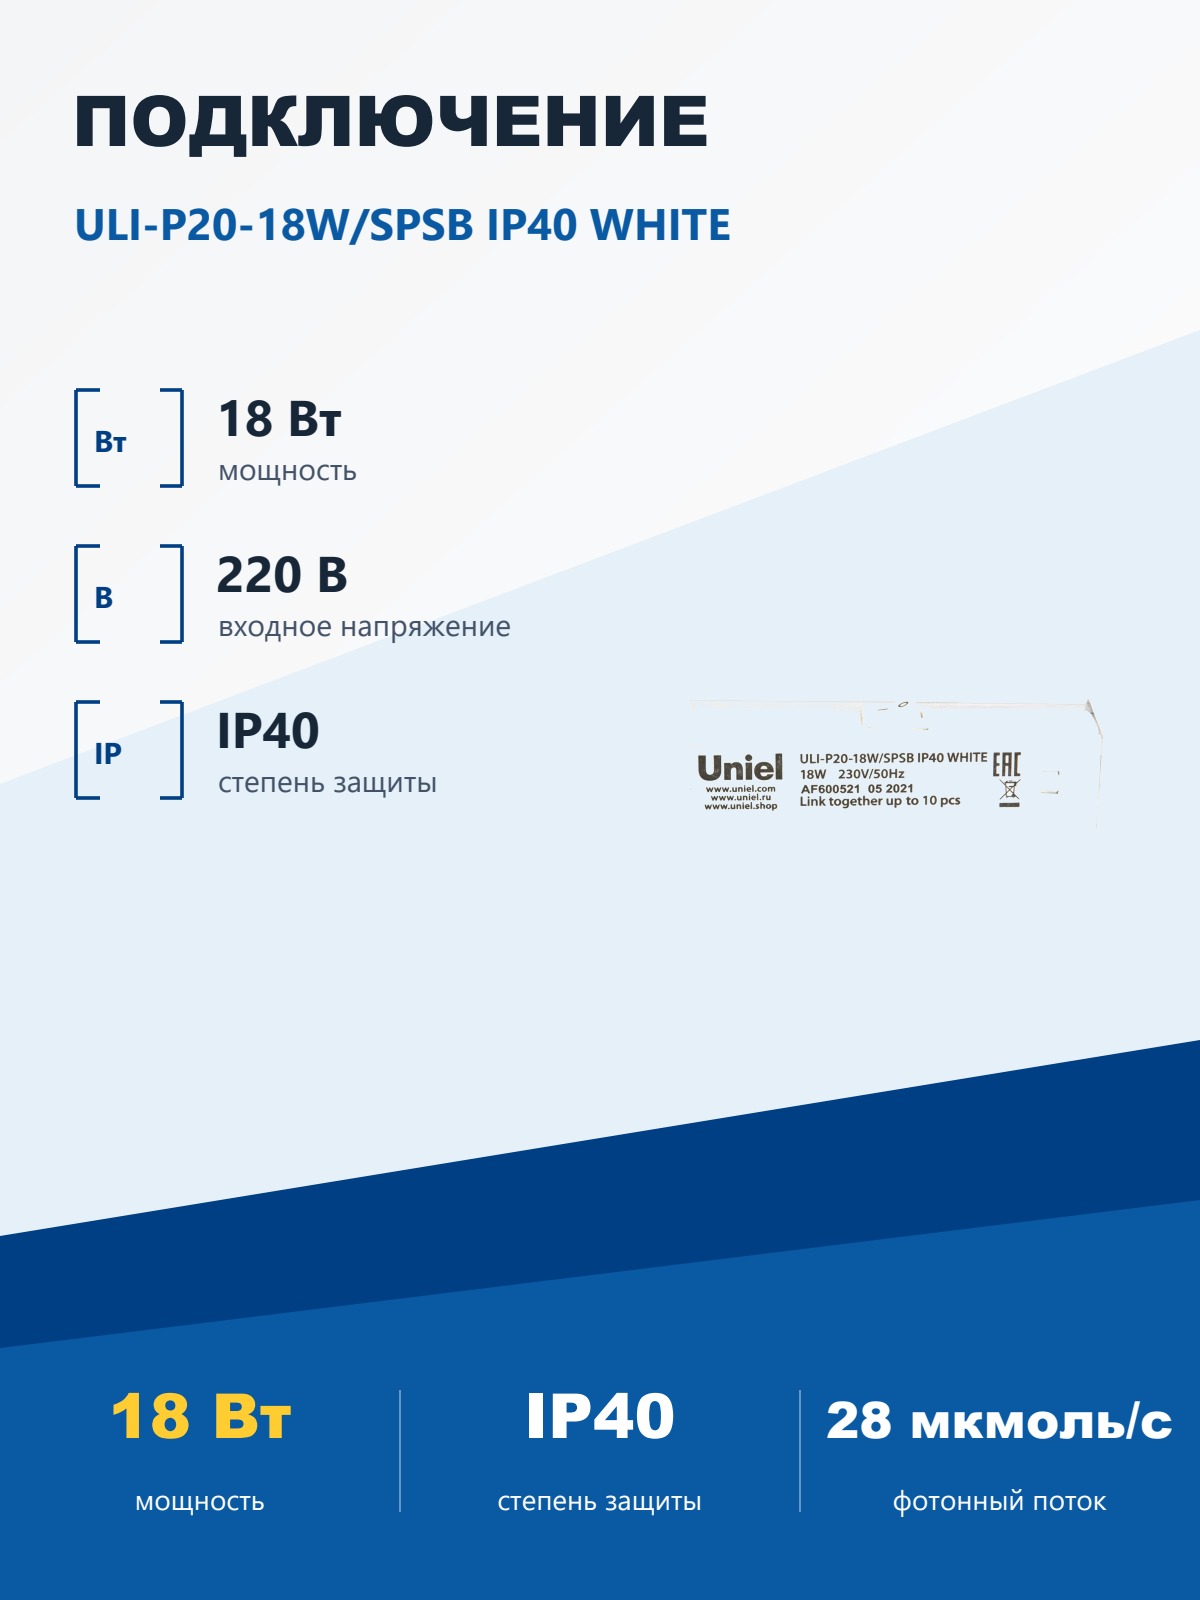 ПОДКЛЮЧЕНИЕ
ULI-P20-18W/SPSB IP40 WHITE
Вт
18 Вт
мощность
В
220 В
входное напряжение
IP
IP40
степень защиты
Uniel
www.uniel.com
www.uniel.ru
www.uniel.shop
ULI-P20-18W/SPSB IP40 WHITE
18W 230V/50Hz
AF600521 05 2021
Link together up to 10 pcs
EAC
18 Вт
мощность
IP40
степень защиты
28 мкмоль/с
фотонный поток